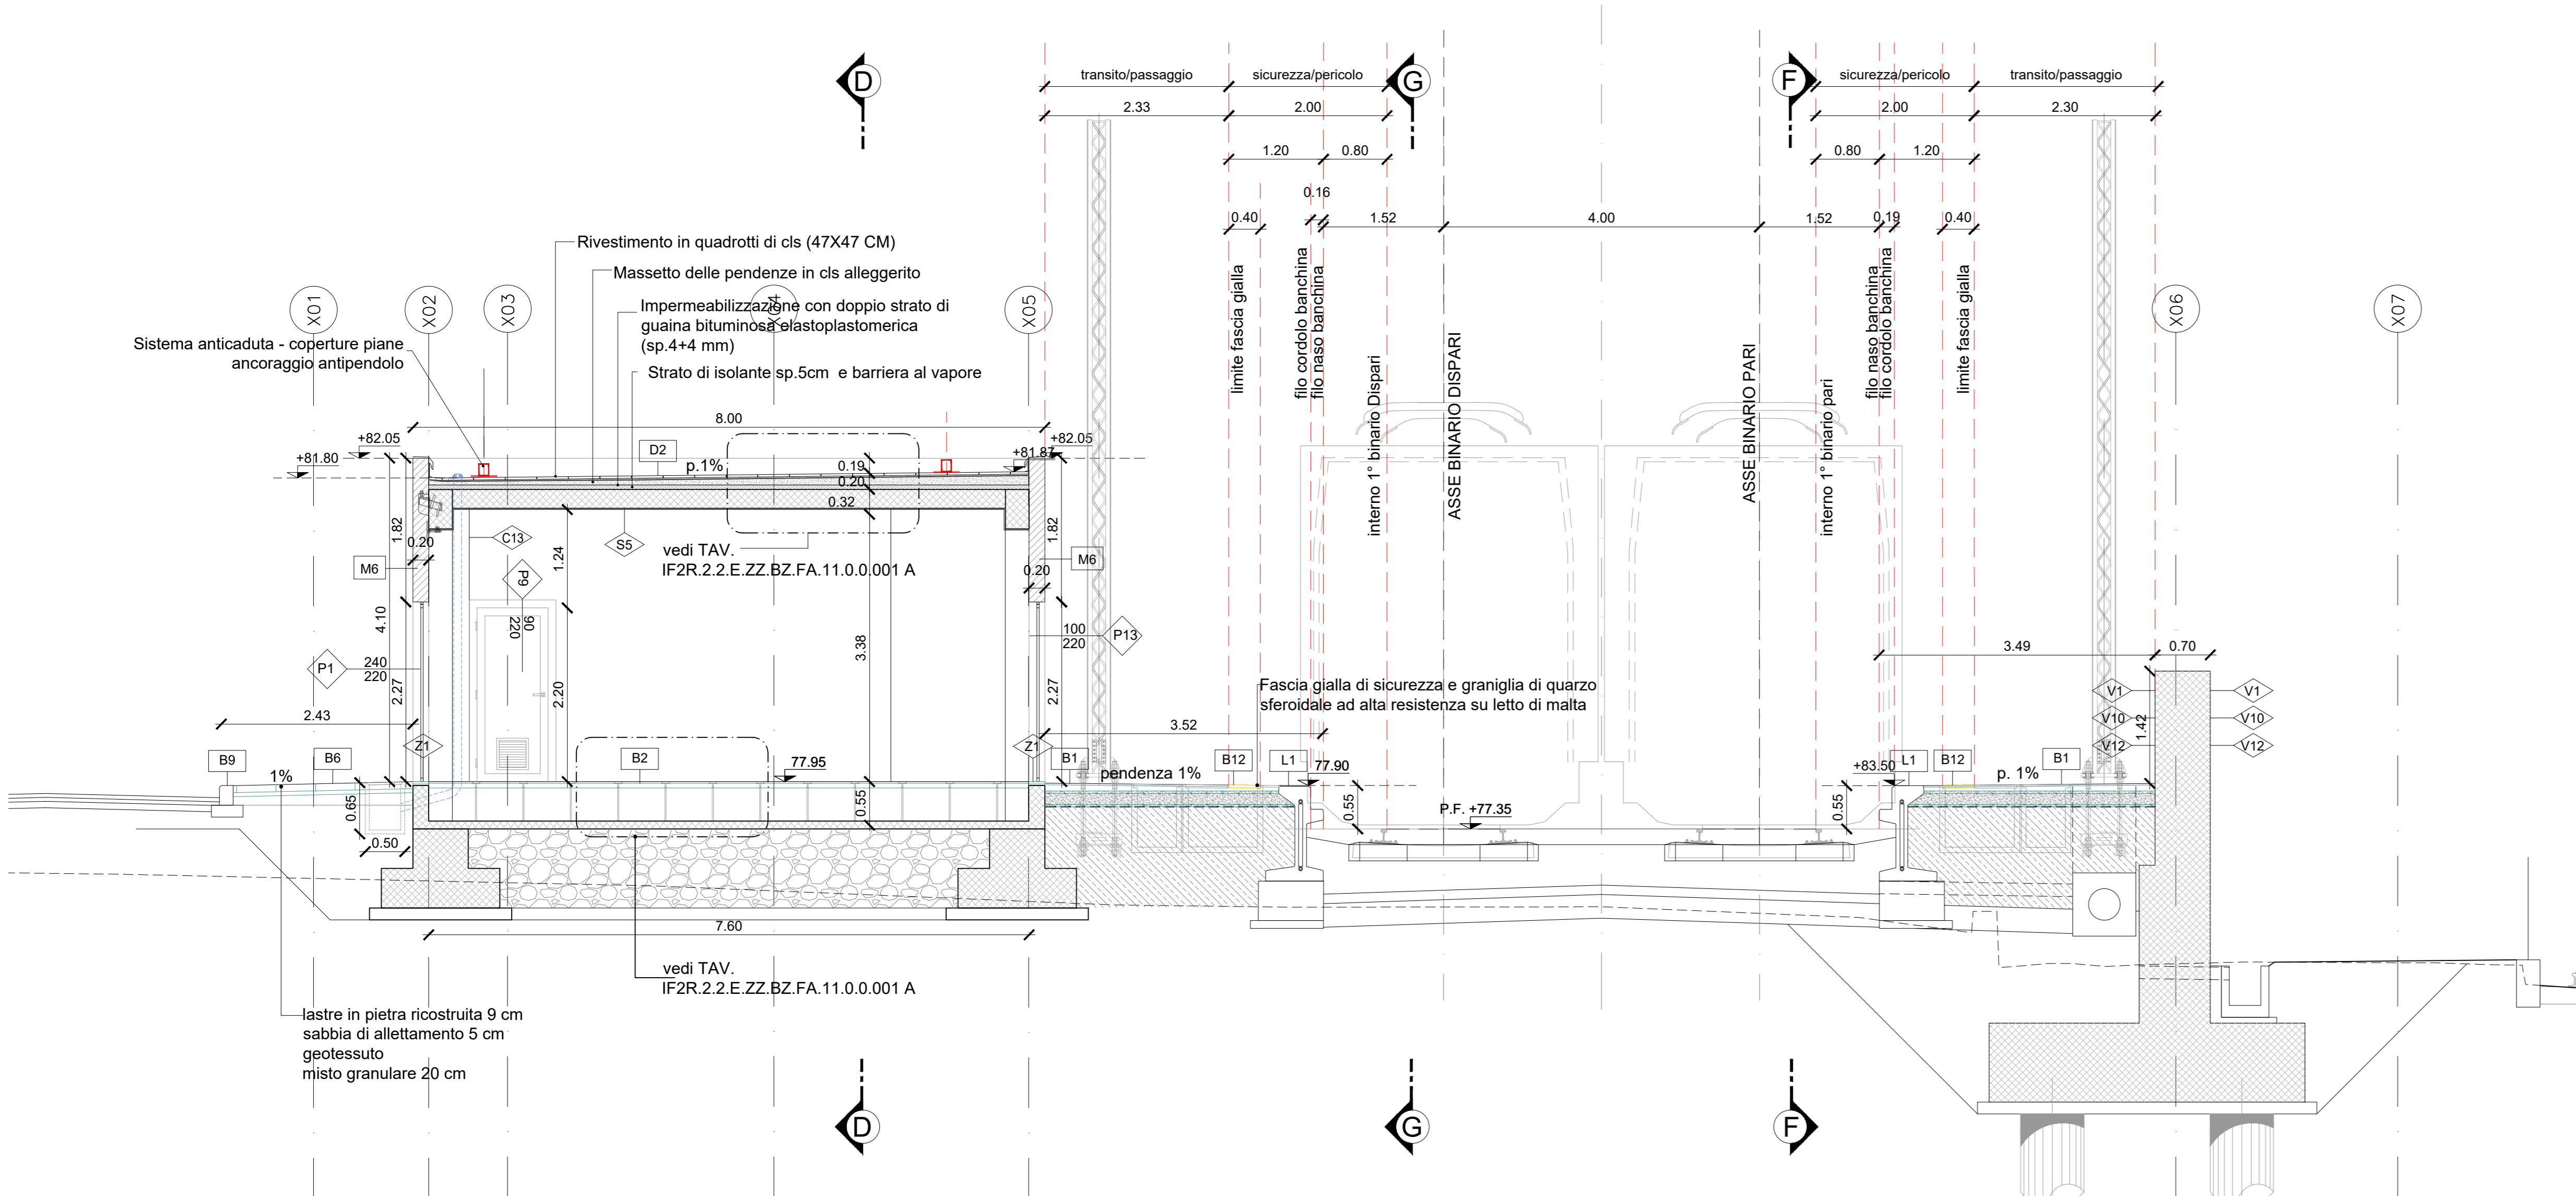 D
G
F
transito/passaggio
sicurezza/pericolo
sicurezza/pericolo
transito/passaggio
2.33
2.00
2.00
2.30
1.20
0.80
0.80
1.20
0.16
0.40
1.52
4.00
1.52
0.19
0.40
Rivestimento in quadrotti di cls (47X47 CM)
Massetto delle pendenze in cls alleggerito
Impermeabilizzazione con doppio strato di
guaina bituminosa elastoplastomerica
(sp.4+4 mm)
Strato di isolante sp.5cm e barriera al vapore
Sistema anticaduta - coperture piane
ancoraggio antipendolo
X01
X02
X03
X04
X05
X06
X07
limite fascia gialla
filo cordolo banchina
filo naso banchina
interno 1° binario Dispari
ASSE BINARIO DISPARI
ASSE BINARIO PARI
interno 1° binario pari
filo naso banchina
filo cordolo banchina
limite fascia gialla
8.00
+82.05
+81.80
D2
p.1%
0.19
0.20
0.32
+82.05
+81.87
1.82
0.20
M6
4.10
C13
P9
90
220
1.24
S5
vedi TAV.
IF2R.2.2.E.ZZ.BZ.FA.11.0.0.001 A
3.38
1.82
0.20
M6
P1
240
220
2.27
2.20
100
220
P13
2.27
2.43
Z1
Z1
B9
B6
1%
B2
77.95
B1
pendenza 1%
3.52
B12
L1
77.90
Fascia gialla di sicurezza e graniglia di quarzo
sferoidale ad alta resistenza su letto di malta
3.49
0.70
V1
V10
V12
1.42
V1
V10
V12
+83.50
L1
B12
p. 1%
B1
0.65
0.50
0.55
0.55
P.F. +77.35
0.55
7.60
vedi TAV.
IF2R.2.2.E.ZZ.BZ.FA.11.0.0.001 A
lastre in pietra ricostruita 9 cm
sabbia di allettamento 5 cm
geotessuto
misto granulare 20 cm
D
G
F